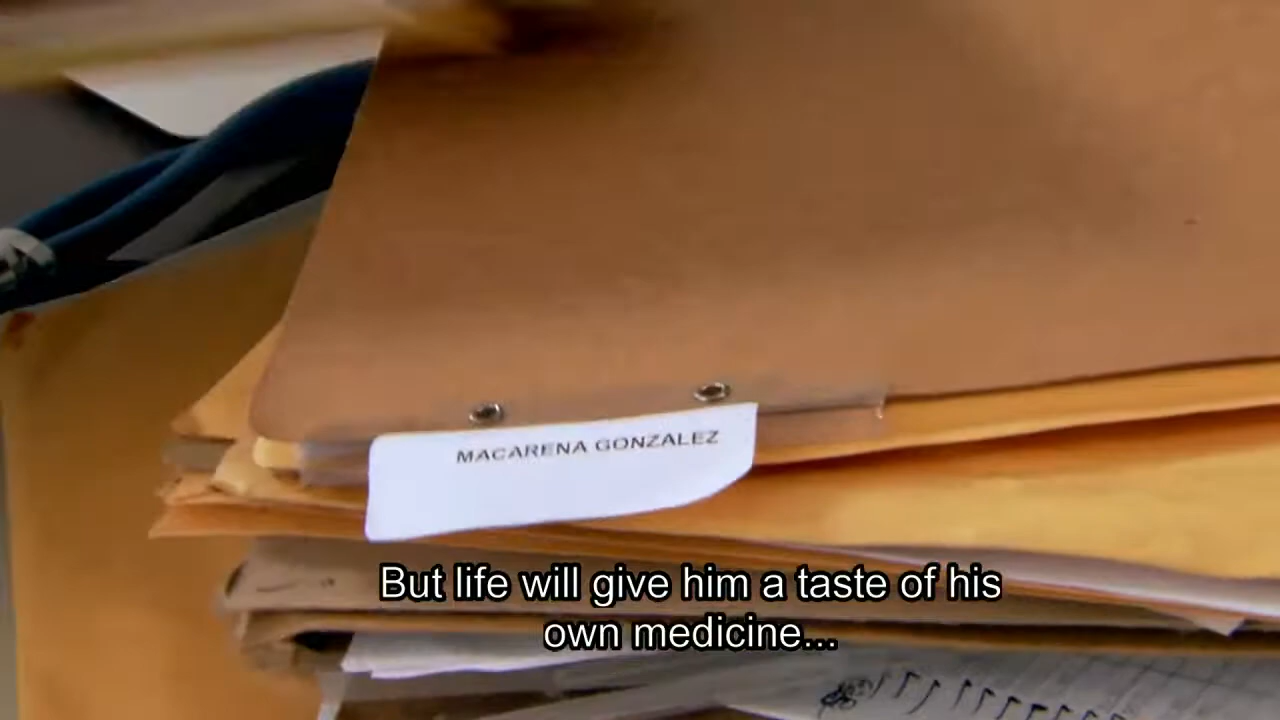 MACARENA GONZALEZ
But life will give him a taste of his
own medicine...